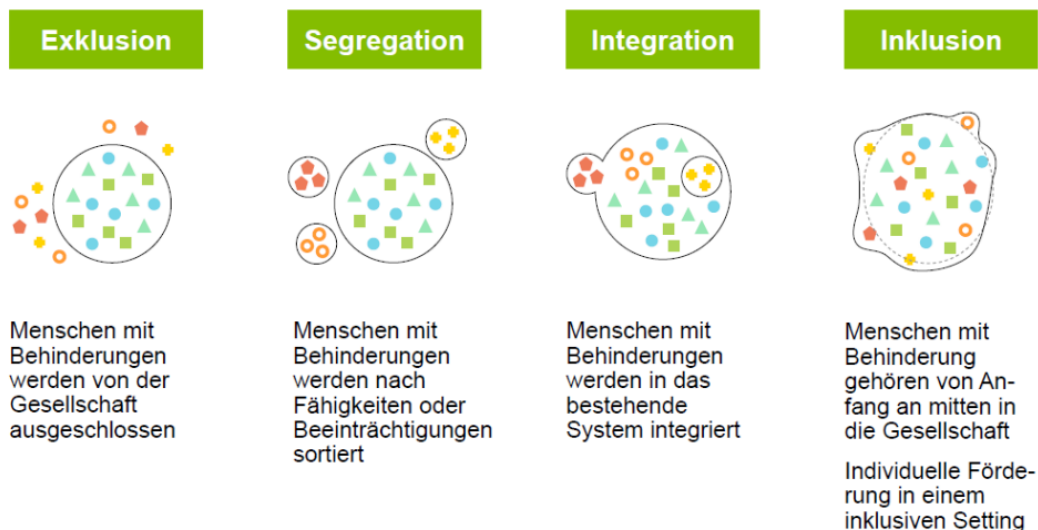 Exklusion
Segregation
Integration
Inklusion
Menschen mit
Behinderungen
werden von der
Gesellschaft
ausgeschlossen
Menschen mit
Behinderungen
werden nach
Fähigkeiten oder
Beeinträchtigungen
sortiert
Menschen mit
Behinderungen
werden in das
bestehende
System integriert
Menschen mit
Behinderung
gehören von An-
fang an mitten in
die Gesellschaft
Individuelle Förde-
rung in einem
inklusiven Setting